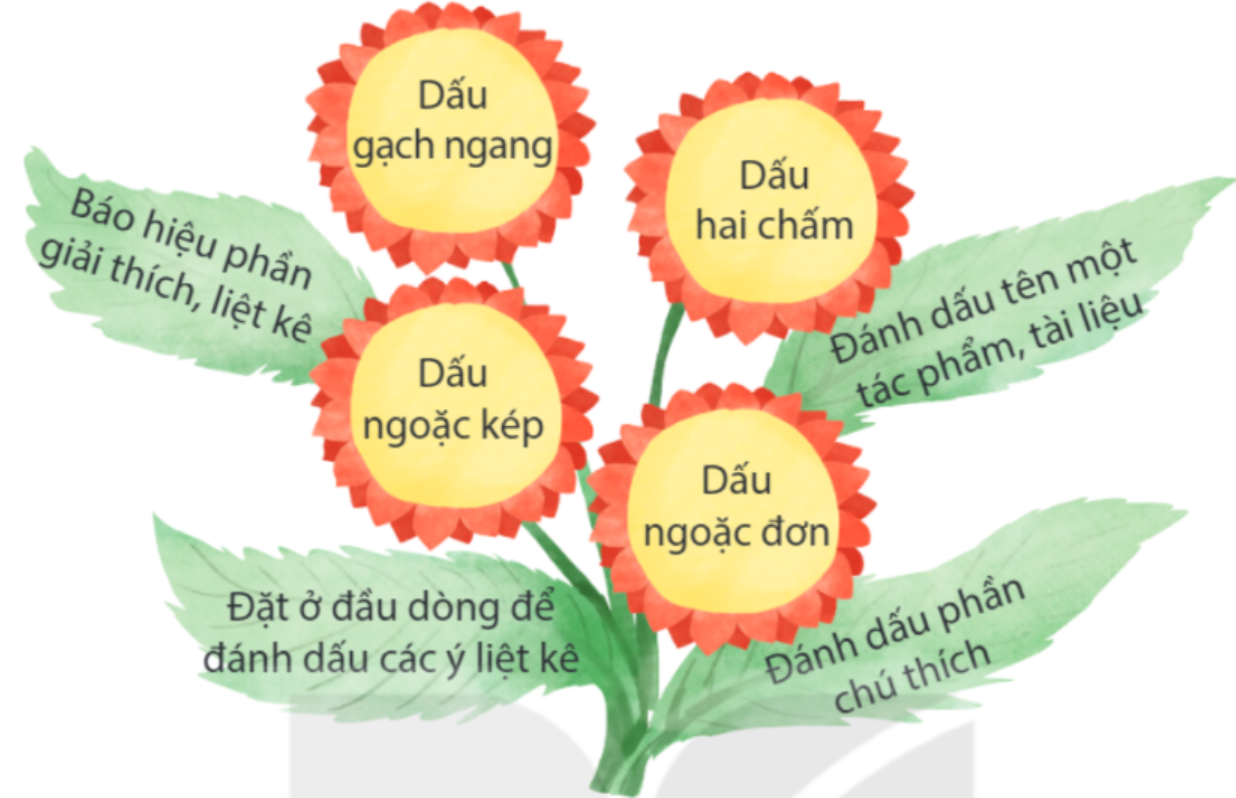 Dấu
gạch ngang
Dấu
hai chấm
Báo hiệu phần
giải thích, liệt kê
Đánh dấu tên một
tác phẩm, tài liệu
Dấu
ngoặc kép
Dấu
ngoặc đơn
Đặt ở đầu dòng để
đánh dấu các ý liệt kê
Đánh dấu phần
chú thích